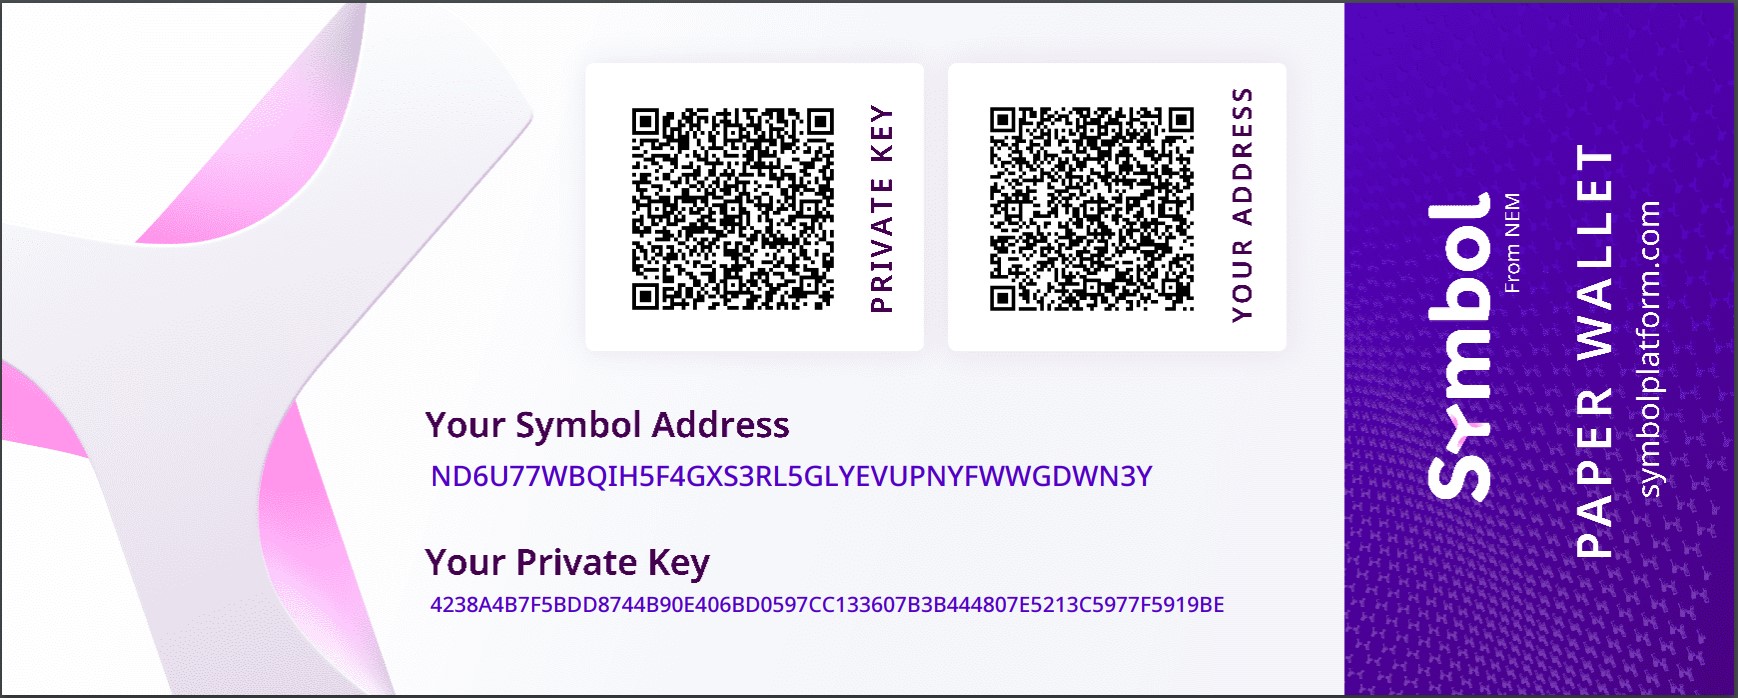 PRIVATE KEY
YOUR ADDRESS
Your Symbol Address
ND6U77WBQIH5F4GXS3RL5GLYEVUPNYFWWGDWN3Y
Your Private Key
4238A4B7F5BDD8744B90E406BD0597CC133607B3B444807E5213C5977F5919BE
Symbol
From NEM
PAPER WALLET
symbolplatform.com